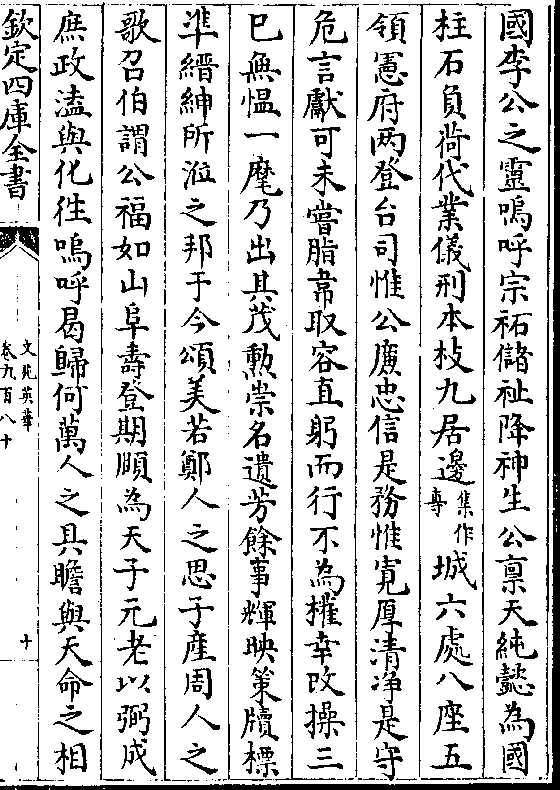 國李公之靈嗚呼宗祏儲祉降神生公禀天純懿為國
柱石負荷代業儀刑本枝九居邊集作專城六處八座五
領憲府两登台司惟公廉忠信是務惟寛厚清净是守
危言獻可未嘗脂韋取容直躬而行不為權幸改操三
已無愠一麾乃出其茂勲崇名遺芳餘事輝映策牘標
準縉紳所涖之邦于今頌美若鄭人之思子產周人之
歌召伯謂公福如山阜壽登期頥為天子元老以弼成
庶政溘與化徃嗚呼曷歸何萬人之具瞻與天命之相
欽定四庫全書
文苑英華
卷九百八十
十